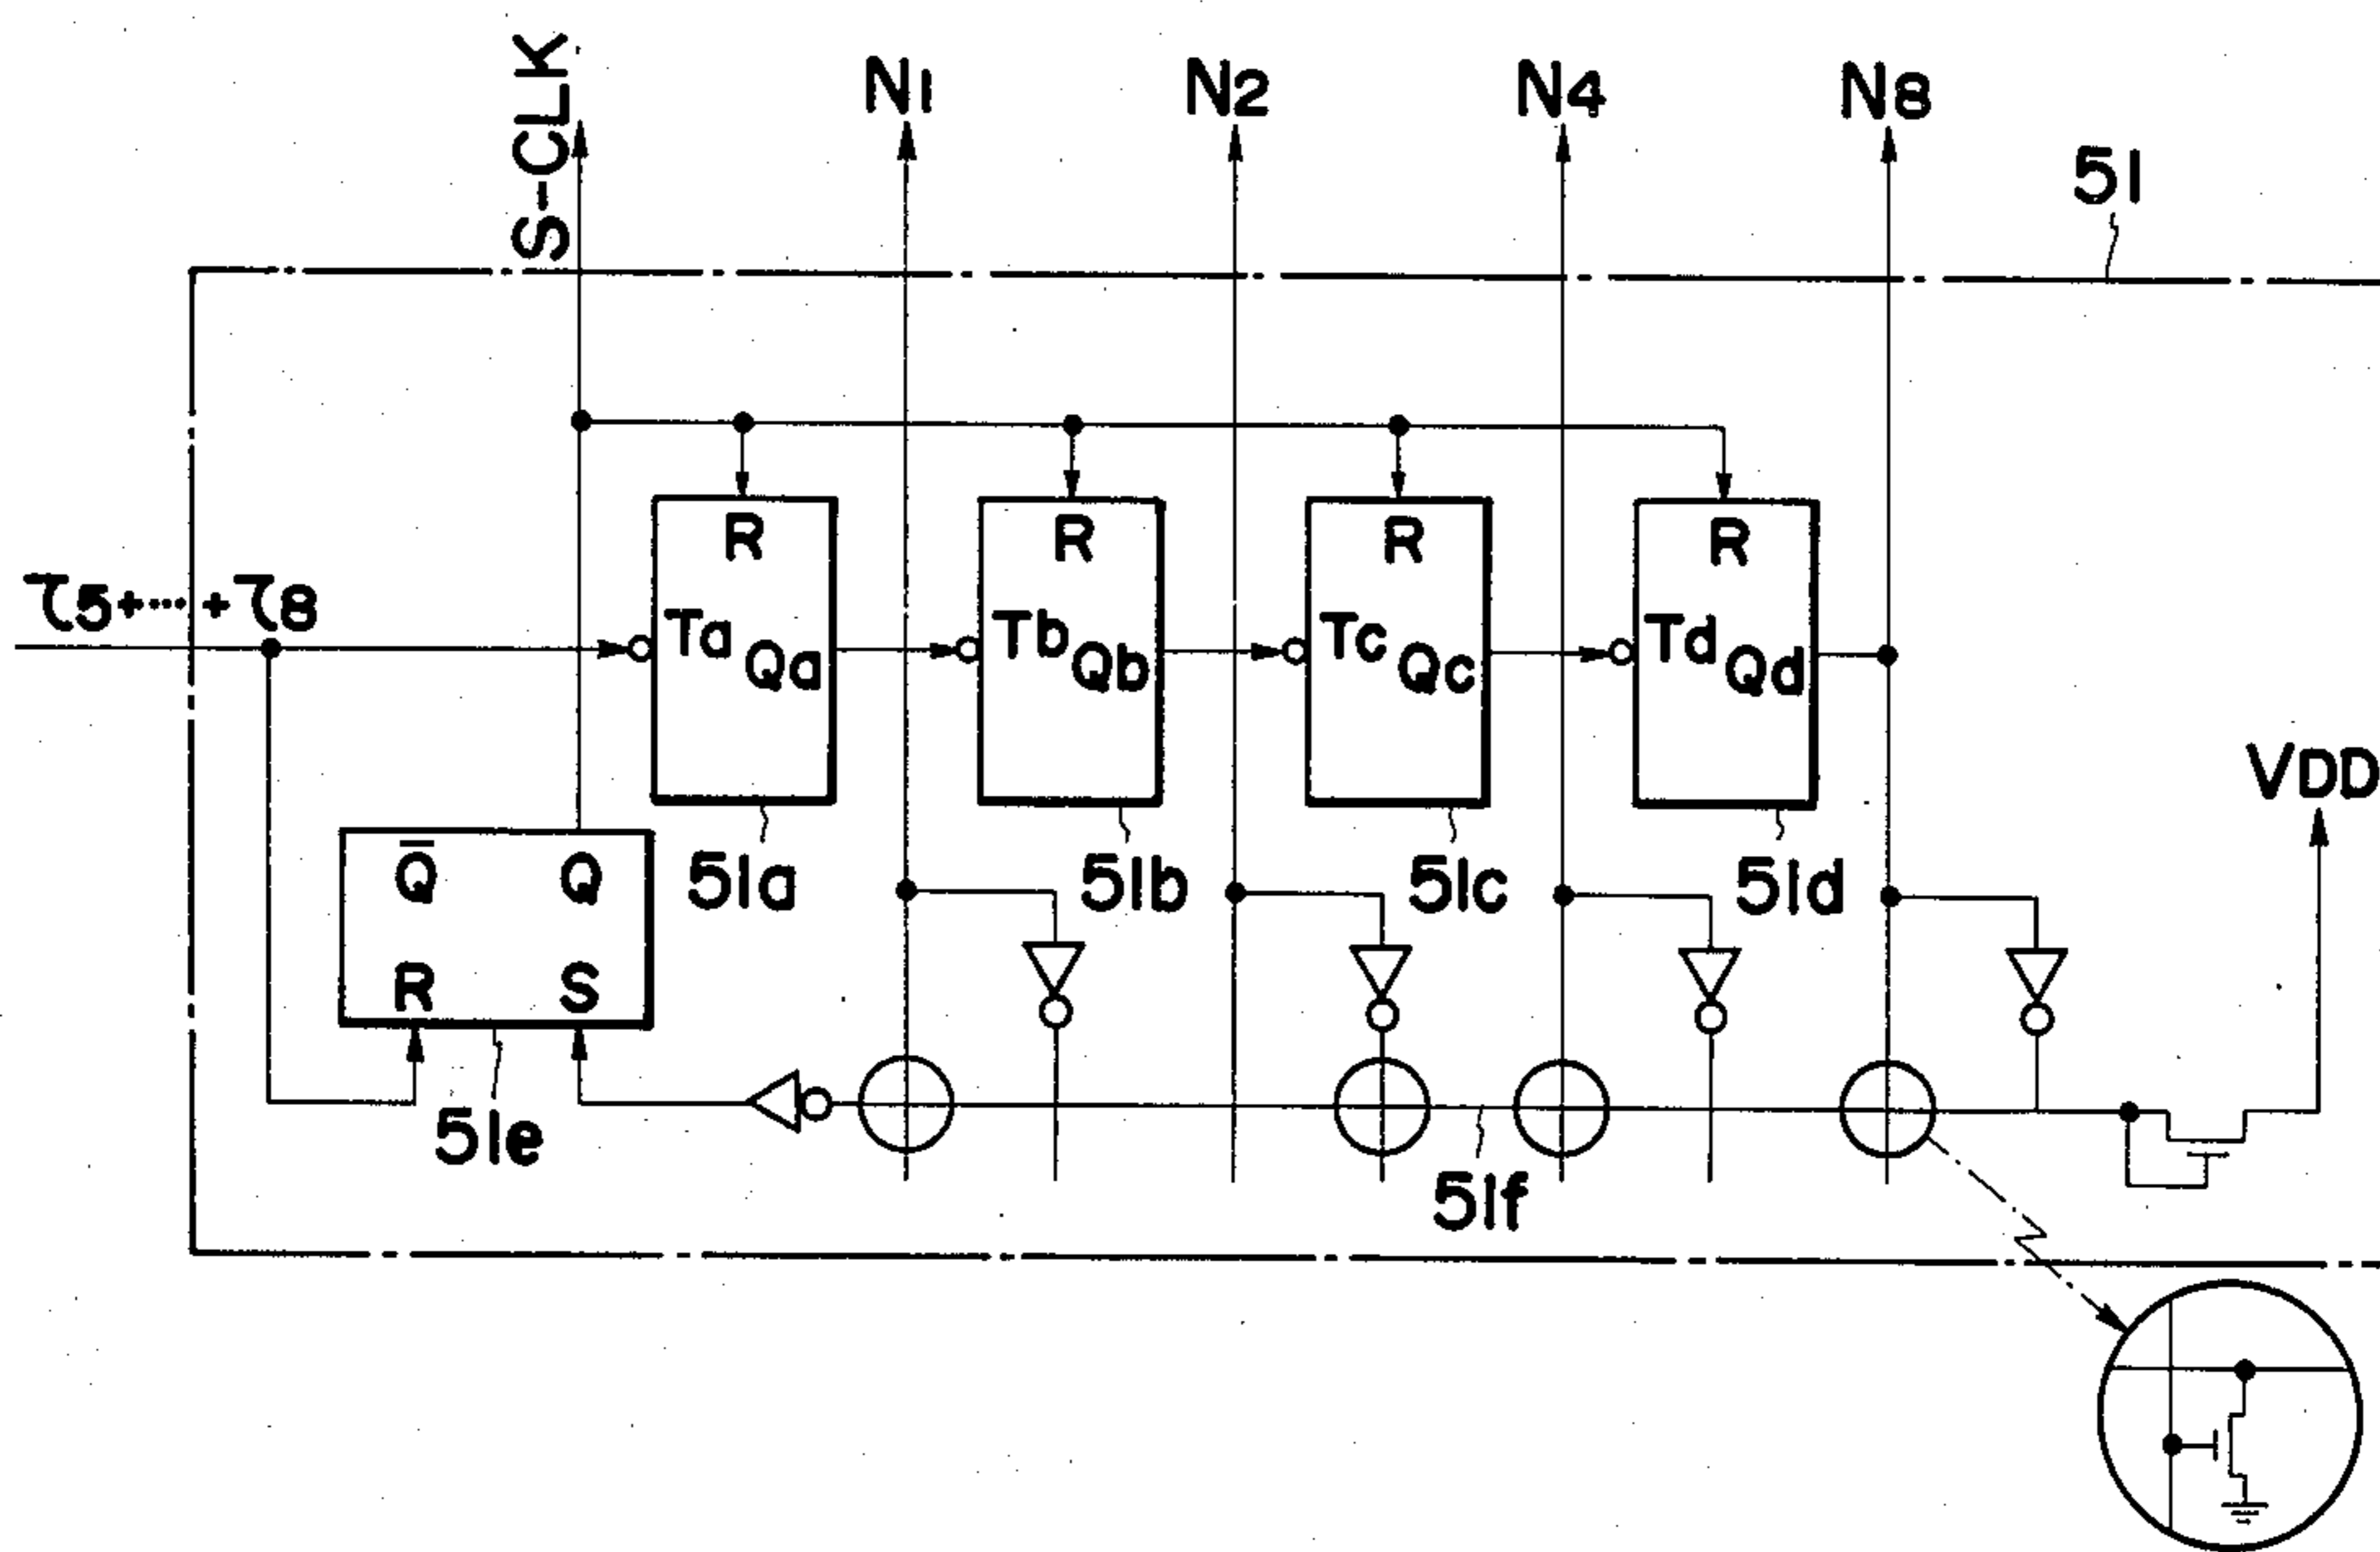 S-CLK
N1
N2
N4
N8
51
R
R
R
R
τ5+···+τ8
Ta
Qa
Tb
Qb
Tc
Qc
Td
Qd
VDD
Q̅
Q
R
S
51a
51b
51c
51d
51e
51f